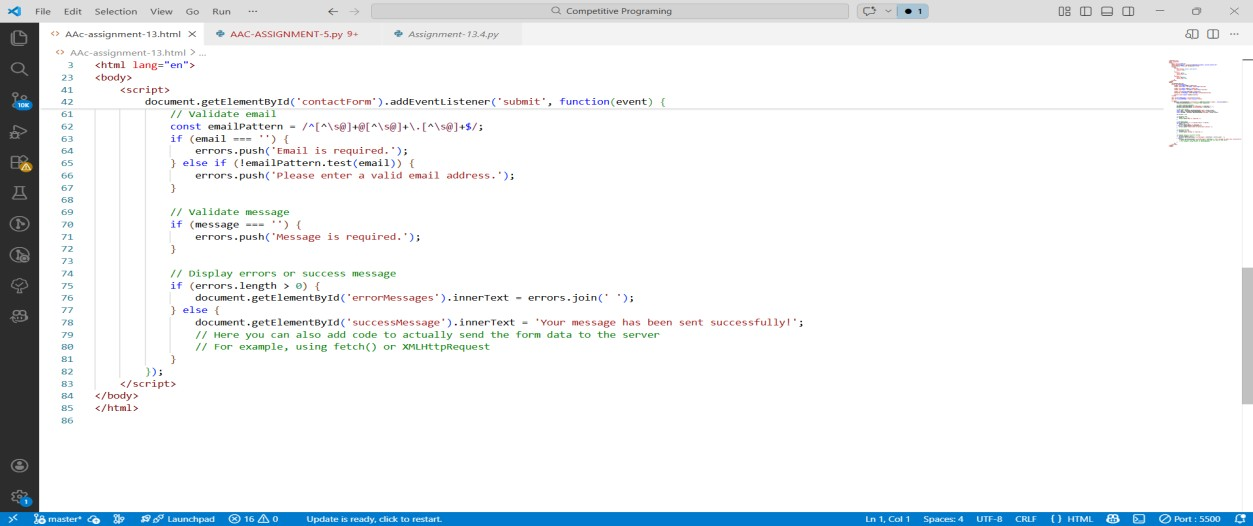 File Edit Selection View Go Run ··· Competitive Programing 1
AAc-assignment-13.html AAC-ASSIGNMENT-5.py 9+ Assignment-13.4.py
AAc-assignment-13.html > ...
3 <html lang="en">
23 <body>
41 <script>
42 document.getElementById('contactForm').addEventListener('submit', function(event) {
61 // Validate email
62 const emailPattern = /^[^\s@]+@[^\s@]+\.[^\s@]+$/;
63 if (email === '') {
64 errors.push('Email is required.');
65 } else if (!emailPattern.test(email)) {
66 errors.push('Please enter a valid email address.');
67 }
68
69 // Validate message
70 if (message === '') {
71 errors.push('Message is required.');
72 }
73
74 // Display errors or success message
75 if (errors.length > 0) {
76 document.getElementById('errorMessages').innerText = errors.join(' ');
77 } else {
78 document.getElementById('successMessage').innerText = 'Your message has been sent successfully!';
79 // Here you can also add code to actually send the form data to the server
80 // For example, using fetch() or XMLHttpRequest
81 }
82 });
83 </script>
84 </body>
85 </html>
86
10K
1
master* Launchpad 16 0 Update is ready, click to restart. Ln 1, Col 1 Spaces: 4 UTF-8 CRLF { } HTML Port : 5500